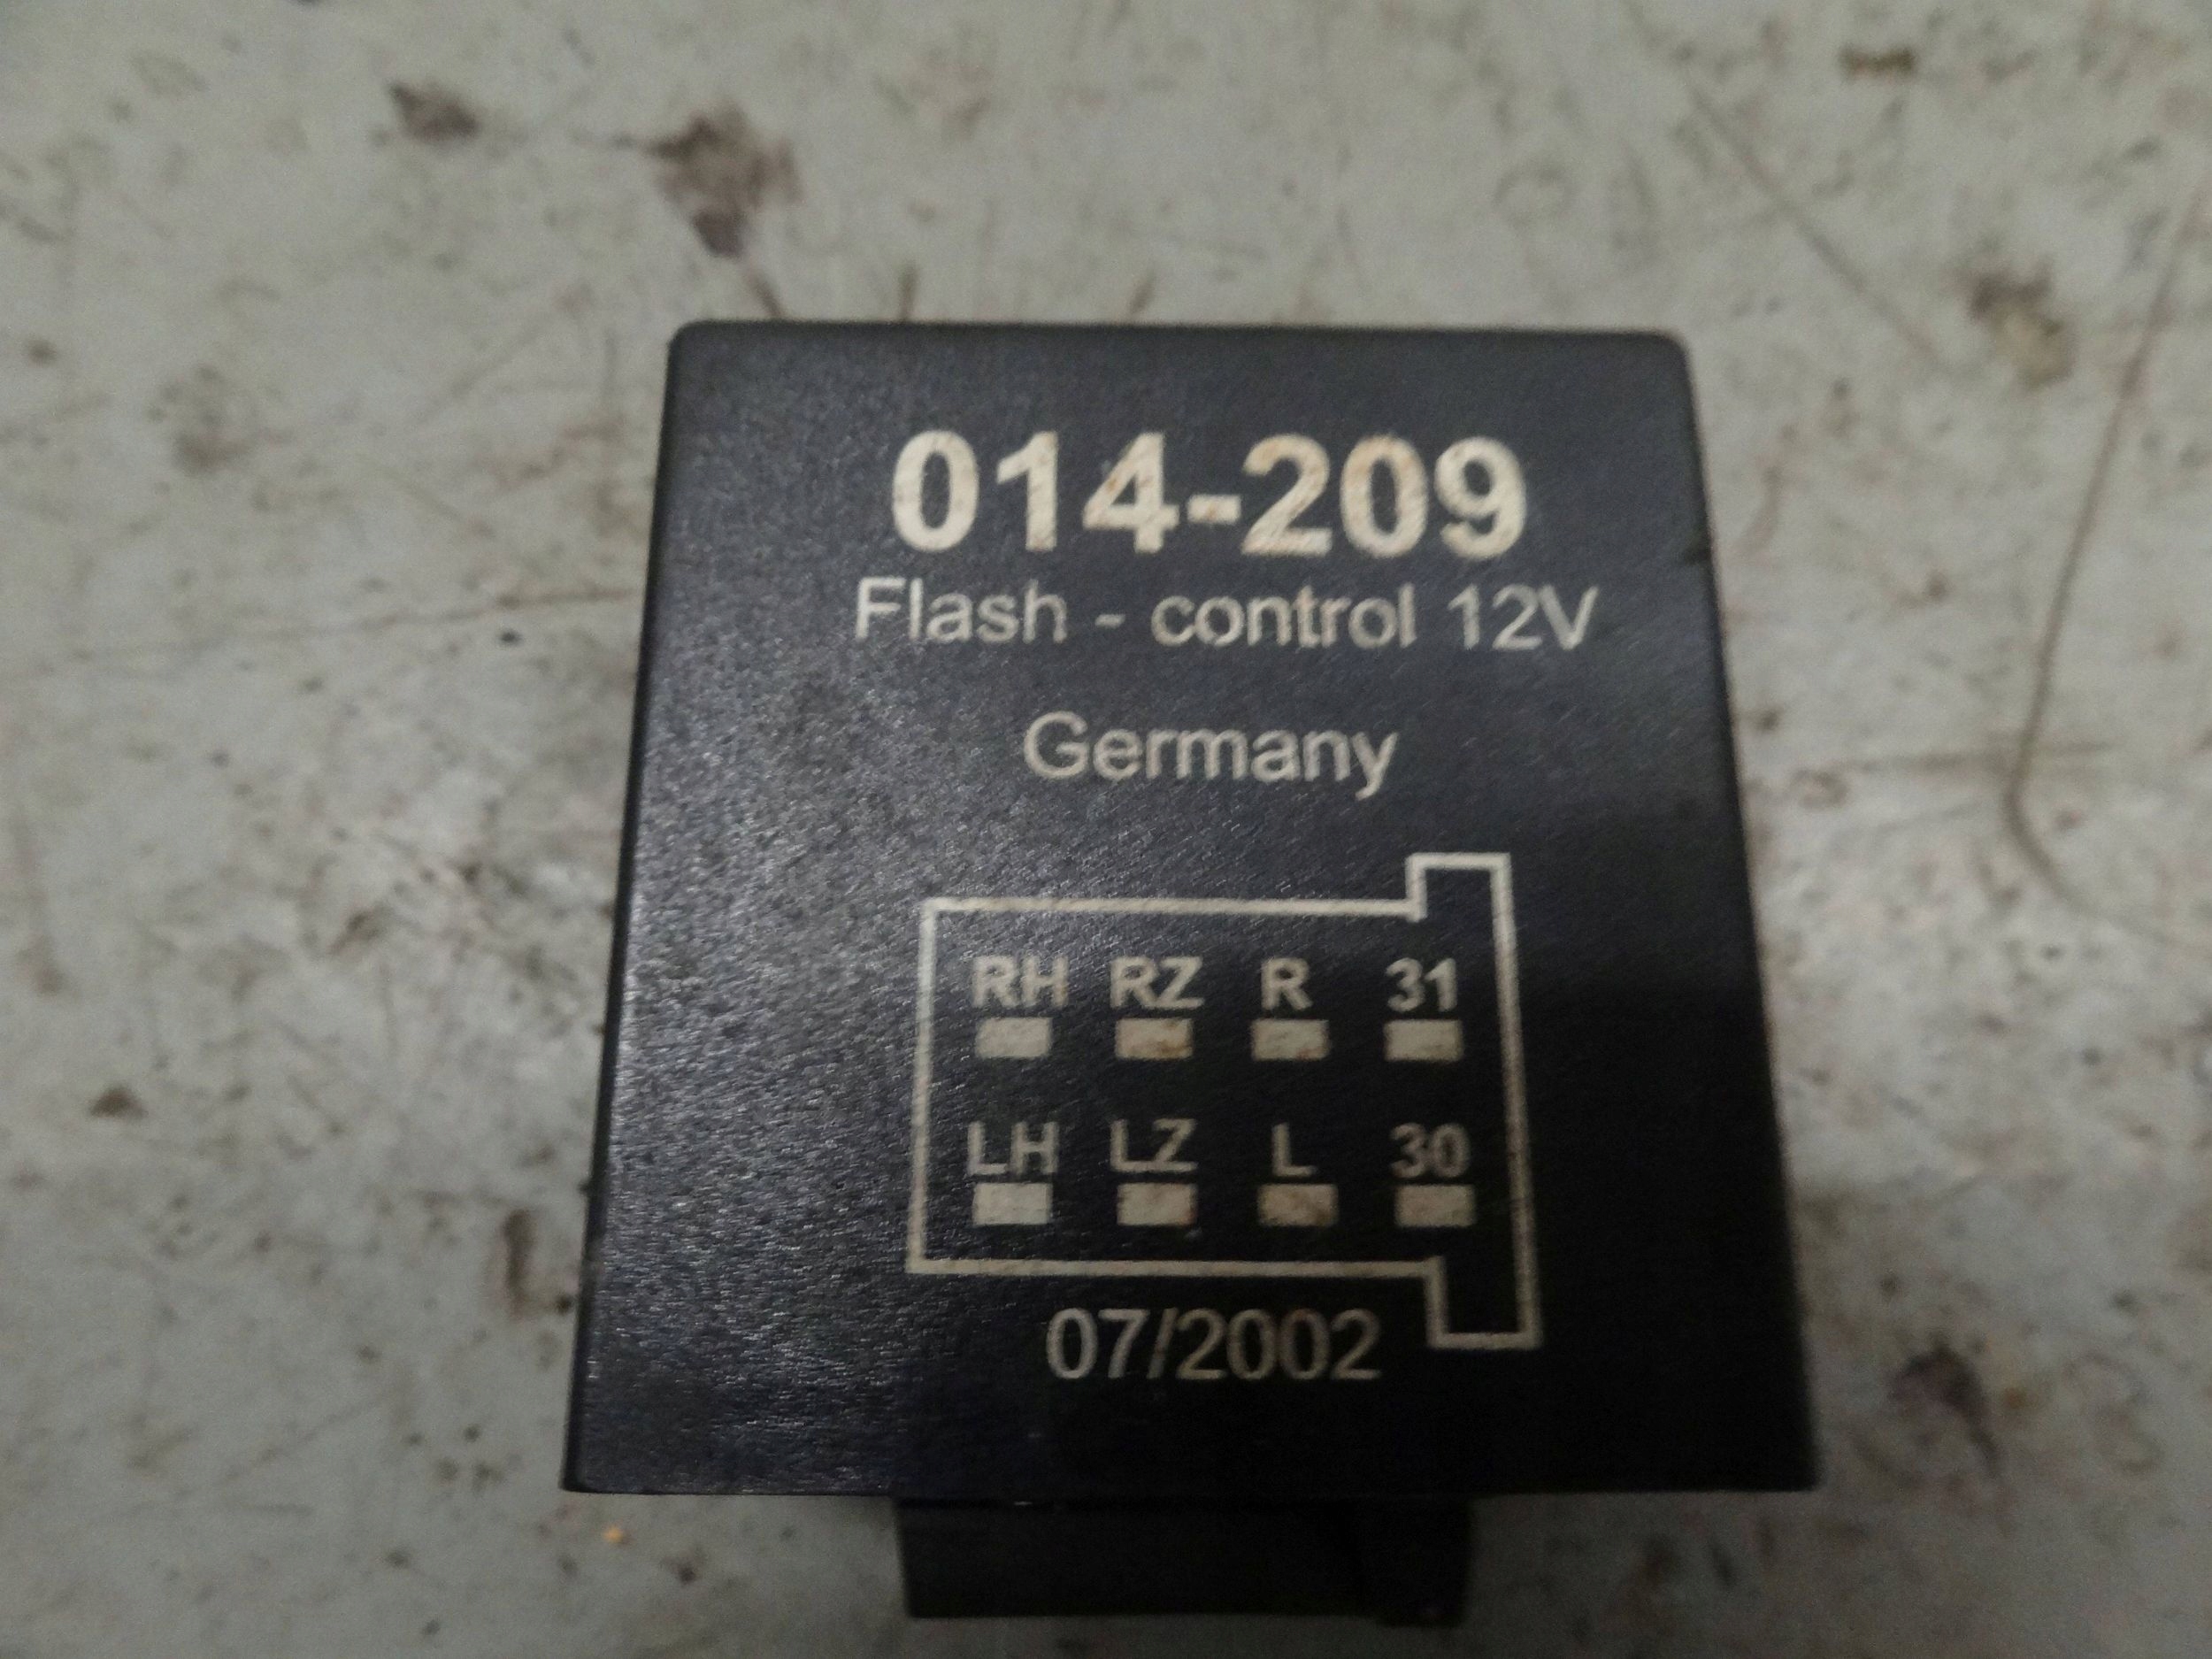 014-209
Flash - control 12V
Germany
RH RZ R 31
LH LZ L 30
07/2002